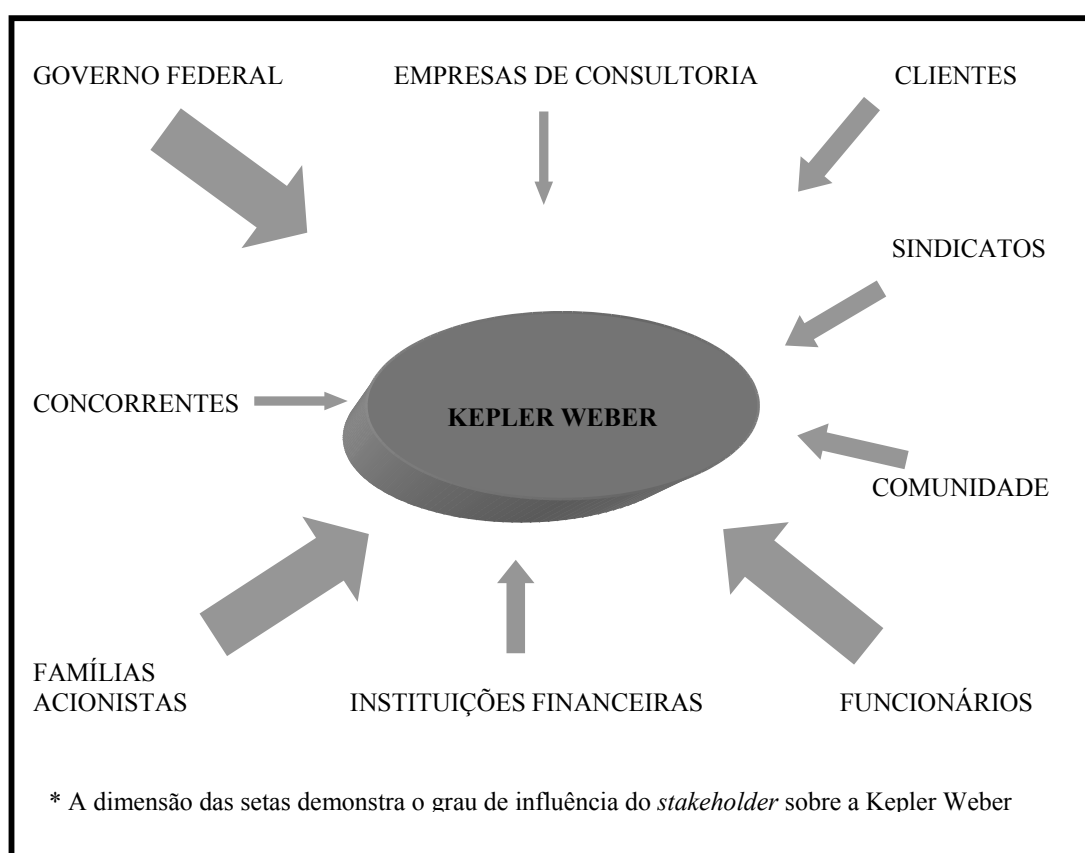 GOVERNO FEDERAL
EMPRESAS DE CONSULTORIA
CLIENTES
SINDICATOS
CONCORRENTES
KEPLER WEBER
COMUNIDADE
FAMÍLIAS
ACIONISTAS
INSTITUIÇÕES FINANCEIRAS
FUNCIONÁRIOS
* A dimensão das setas demonstra o grau de influência do stakeholder sobre a Kepler Weber